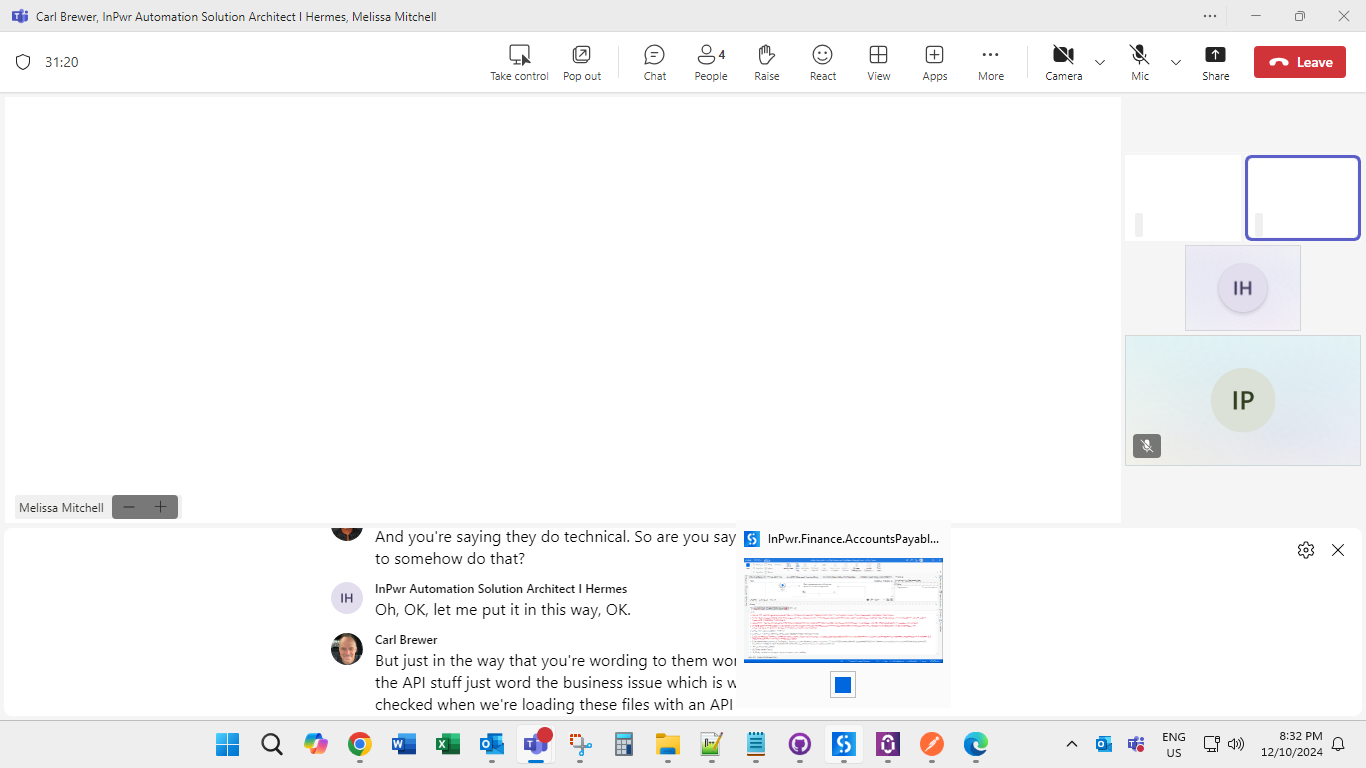 Carl Brewer, InPwr Automation Solution Architect I Hermes, Melissa Mitchell
31:20
Take control
Pop out
Chat
4
People
Raise
React
View
Apps
More
Camera
Mic
Share
Leave
IH
IP
Melissa Mitchell
And you're saying they do technical. So are you say
to somehow do that?
IH
InPwr Automation Solution Architect I Hermes
Oh, OK, let me put it in this way, OK.
Carl Brewer
But just in the way that you're wording to them wor
the API stuff just word the business issue which is w
checked when we're loading these files with an API
InPwr.Finance.AccountsPayabl...
ENG
US
8:32 PM
12/10/2024